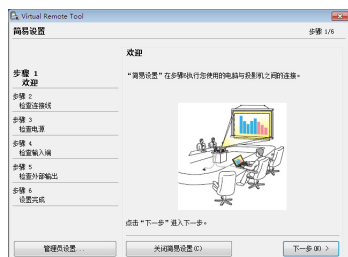 Virtual Remote Tool
简易设置
步骤 1/6
欢迎
步骤 1
欢迎
步骤 2
检查连接线
步骤 3
检查电源
步骤 4
检查输入端
步骤 5
检查外部输出
步骤 6
设置完成
“简易设置”在步骤6执行您使用的电脑与投影机之间的连接。
点击“下一步”进入下一步。
管理员设置...
关闭简易设置(C)
下一步(N) >